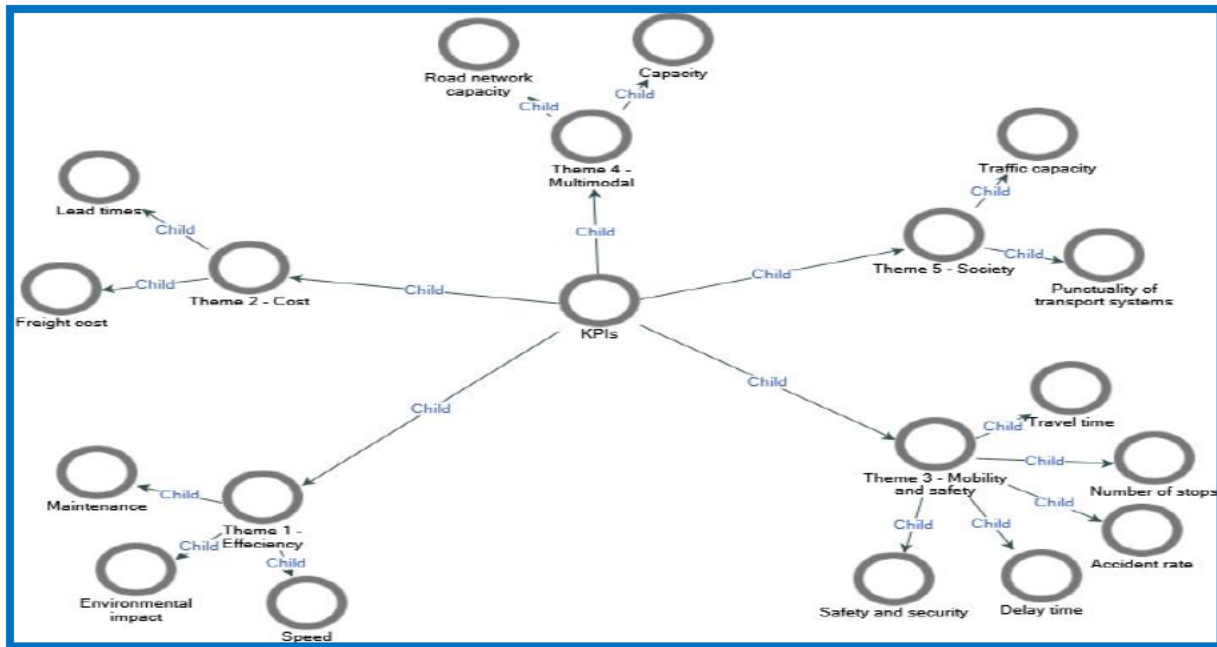 Road network
capacity
Capacity
Child
Child
Theme 4 -
Multimodal
Traffic capacity
Child
Lead times
Child
Child
Theme 5 - Society
Child
Child
Child
Theme 2 - Cost
Child
Punctuality of
transport systems
Freight cost
KPIs
Child
Child
Travel time
Child
Theme 3 - Mobility
and safety
Child
Number of stops
Maintenance
Child
Child
Theme 1 -
Effeciency
Child
Child
Child
Child
Accident rate
Environmental
impact
Safety and security
Delay time
Speed